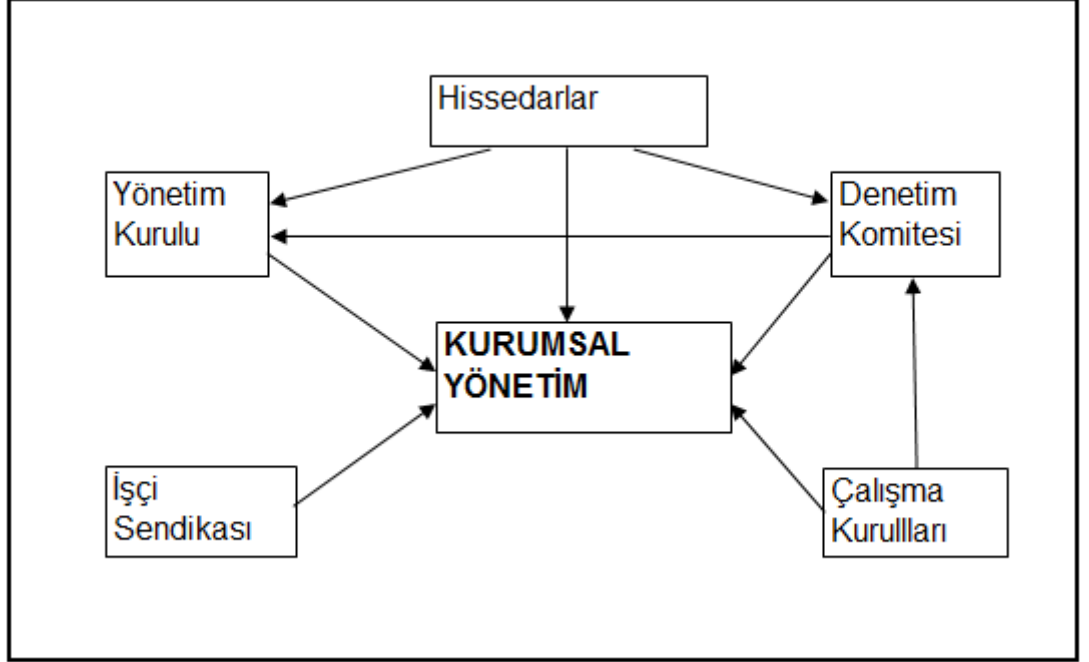 Hissedarlar
Yönetim
Kurulu
Denetim
Komitesi
KURUMSAL
YÖNETİM
İşçi
Sendikası
Çalışma
Kurullları